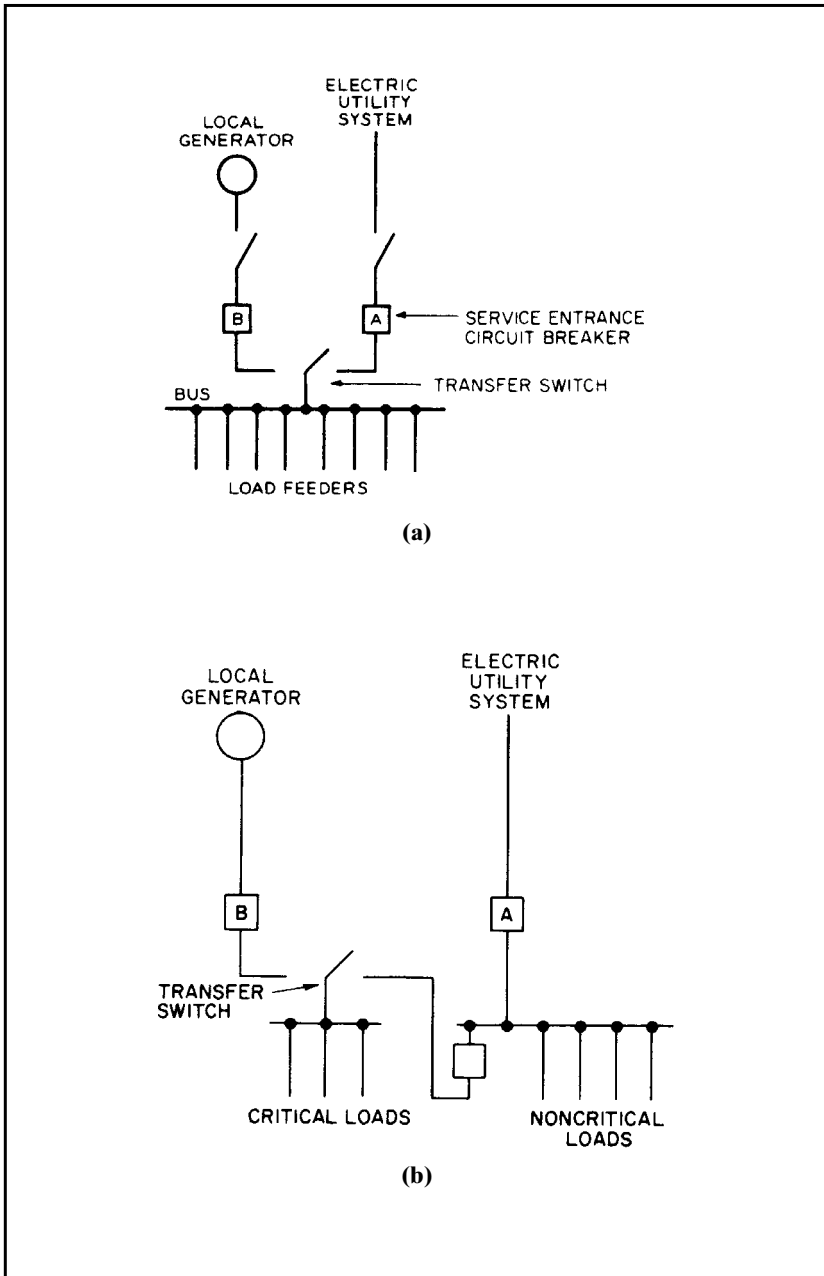 ELECTRIC
UTILITY
SYSTEM
LOCAL
GENERATOR
B
A
SERVICE ENTRANCE
CIRCUIT BREAKER
TRANSFER SWITCH
BUS
LOAD FEEDERS
(a)
ELECTRIC
UTILITY
SYSTEM
LOCAL
GENERATOR
B
A
TRANSFER
SWITCH
CRITICAL LOADS
NONCRITICAL
LOADS
(b)